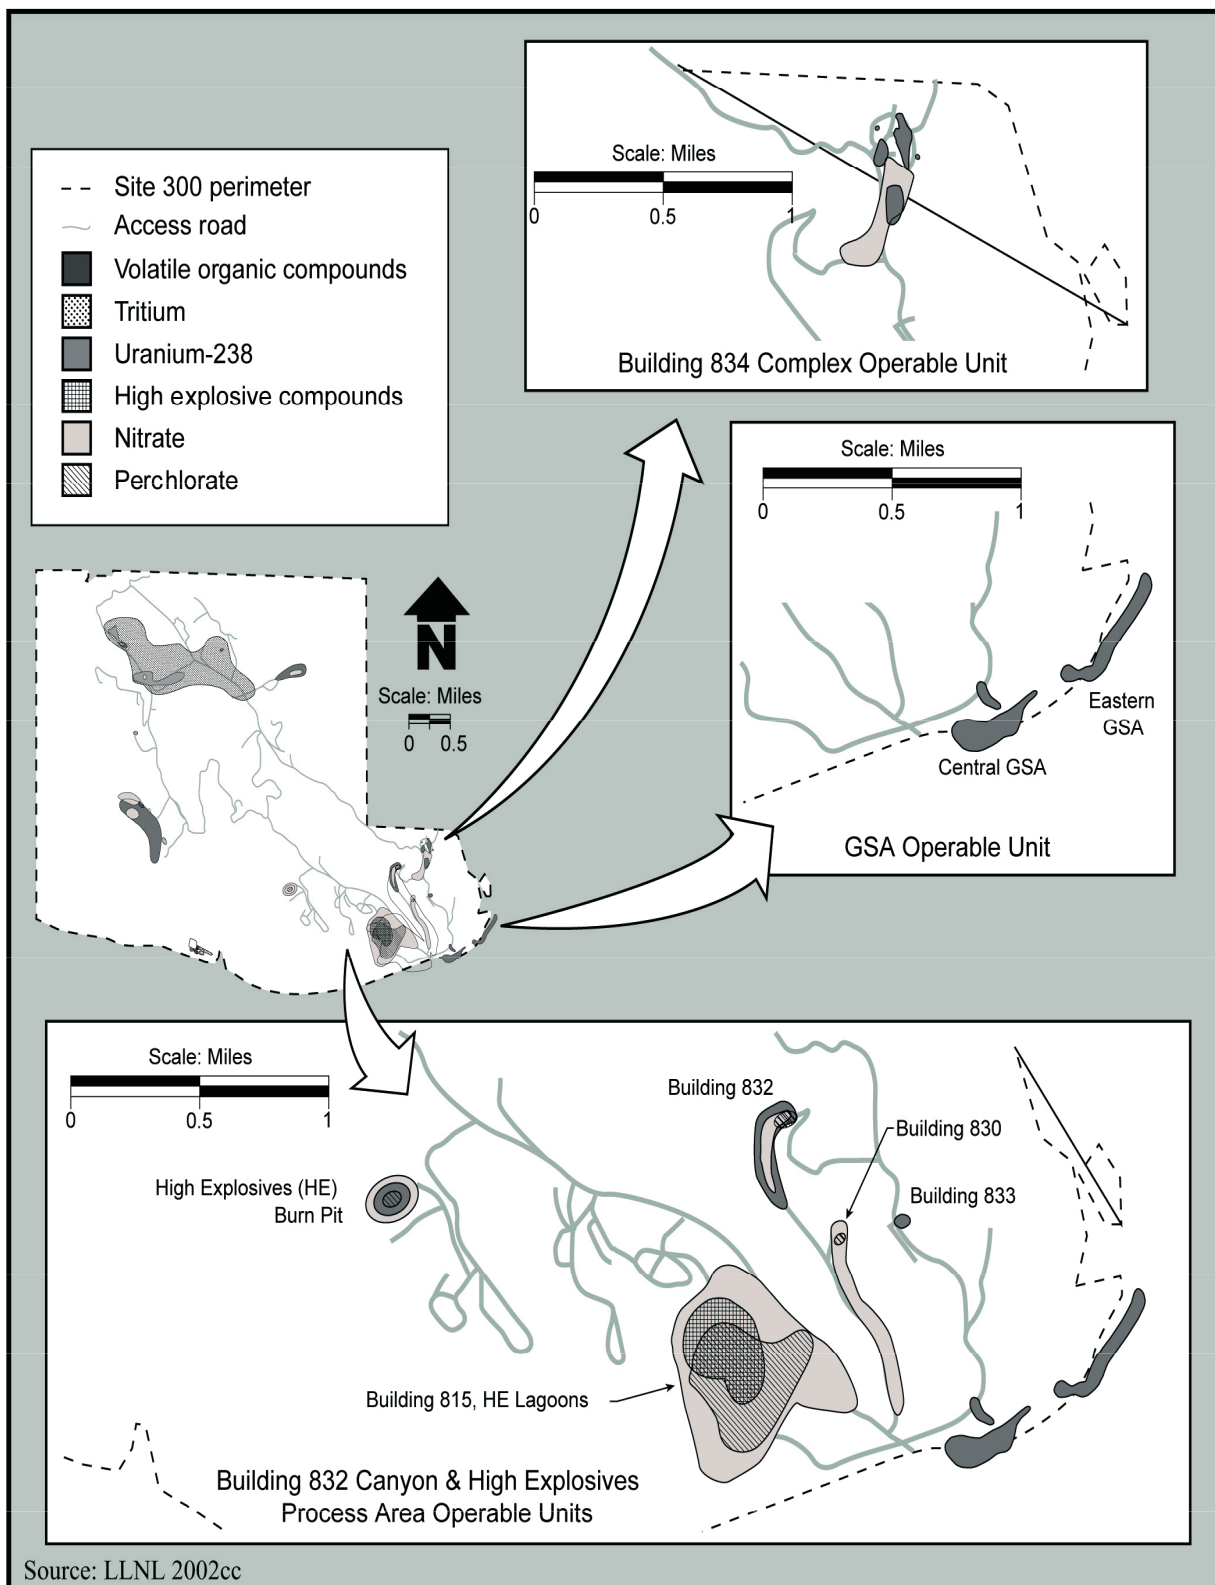 Scale: Miles
0 0.5 1
Building 834 Complex Operable Unit
Site 300 perimeter
Access road
Volatile organic compounds
Tritium
Uranium-238
High explosive compounds
Nitrate
Perchlorate
Scale: Miles
0 0.5 1
Eastern
GSA
Central GSA
GSA Operable Unit
N
Scale: Miles
0 0.5
Scale: Miles
0 0.5 1
Building 832
Building 830
High Explosives (HE)
Burn Pit
Building 833
Building 815, HE Lagoons
Building 832 Canyon & High Explosives
Process Area Operable Units
Source: LLNL 2002cc